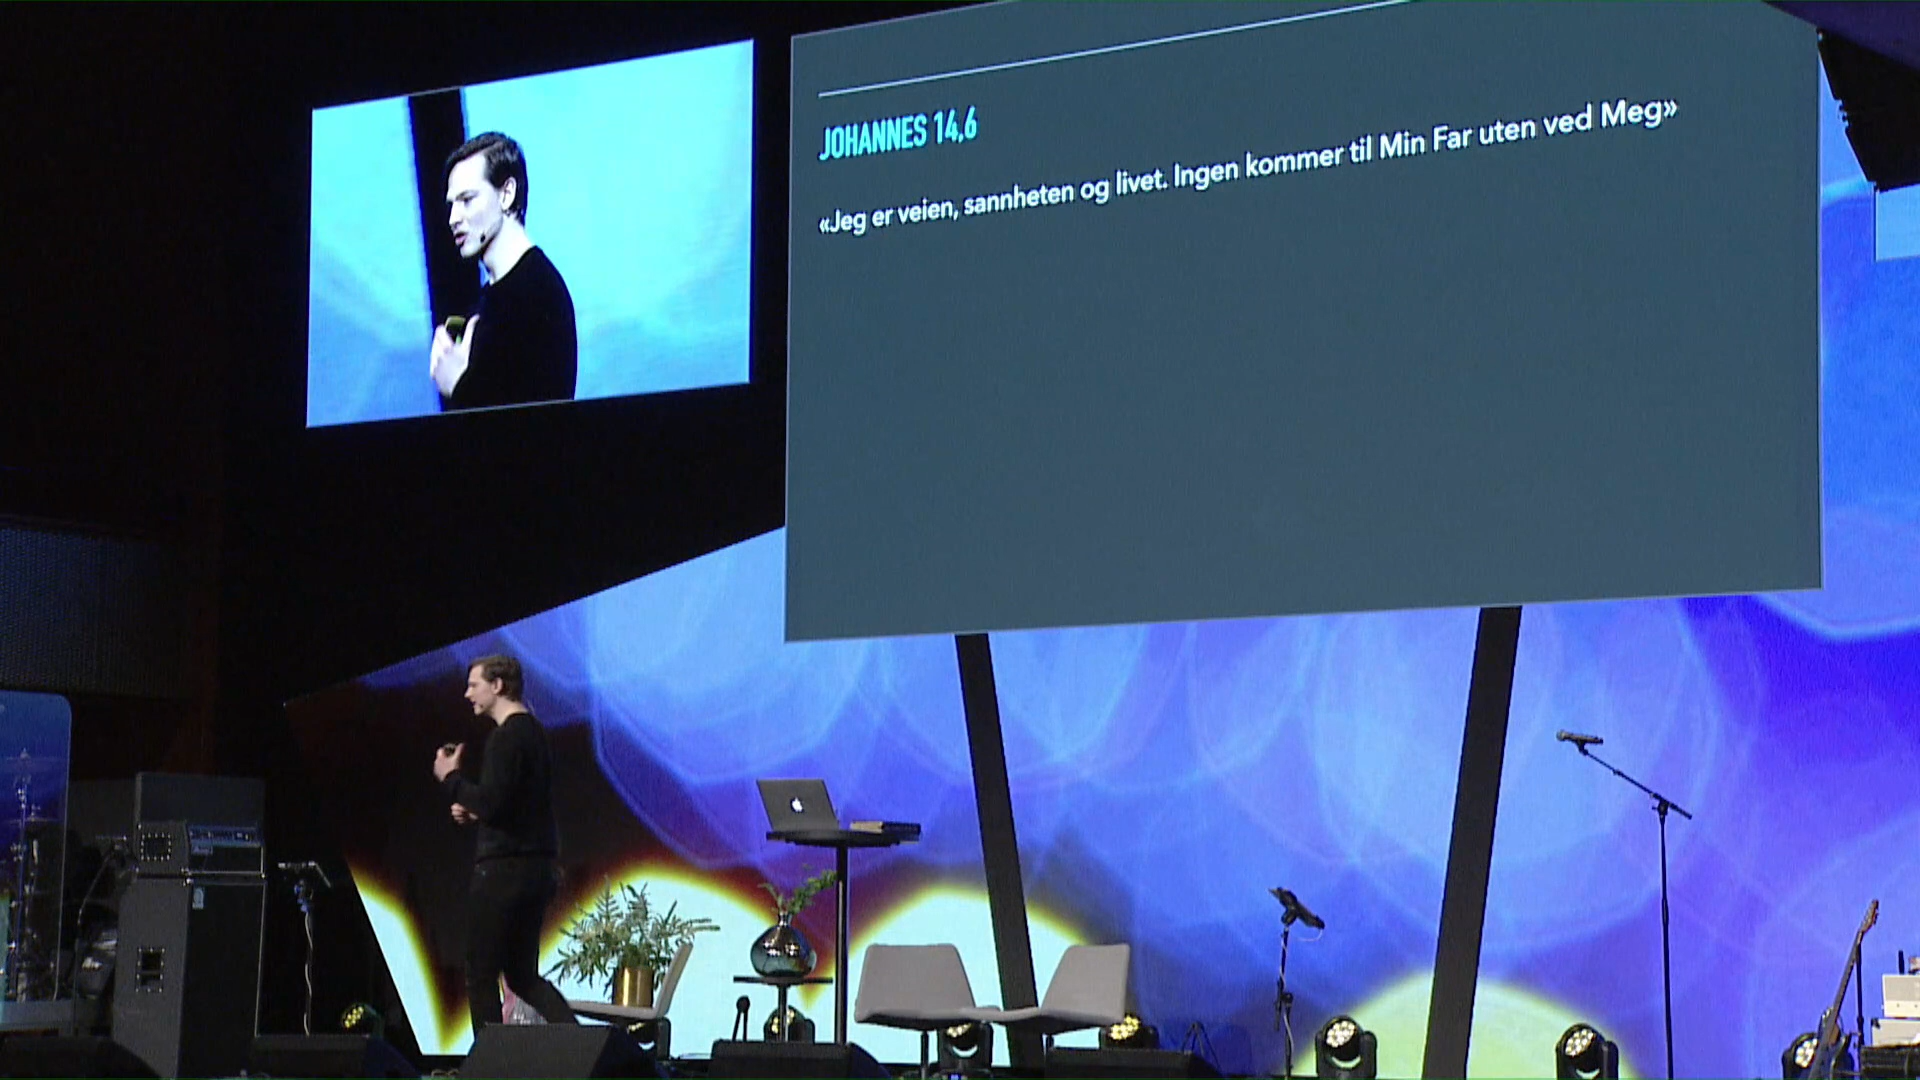 JOHANNES 14,6
«Jeg er veien, sannheten og livet. Ingen kommer til Min Far uten ved Meg»